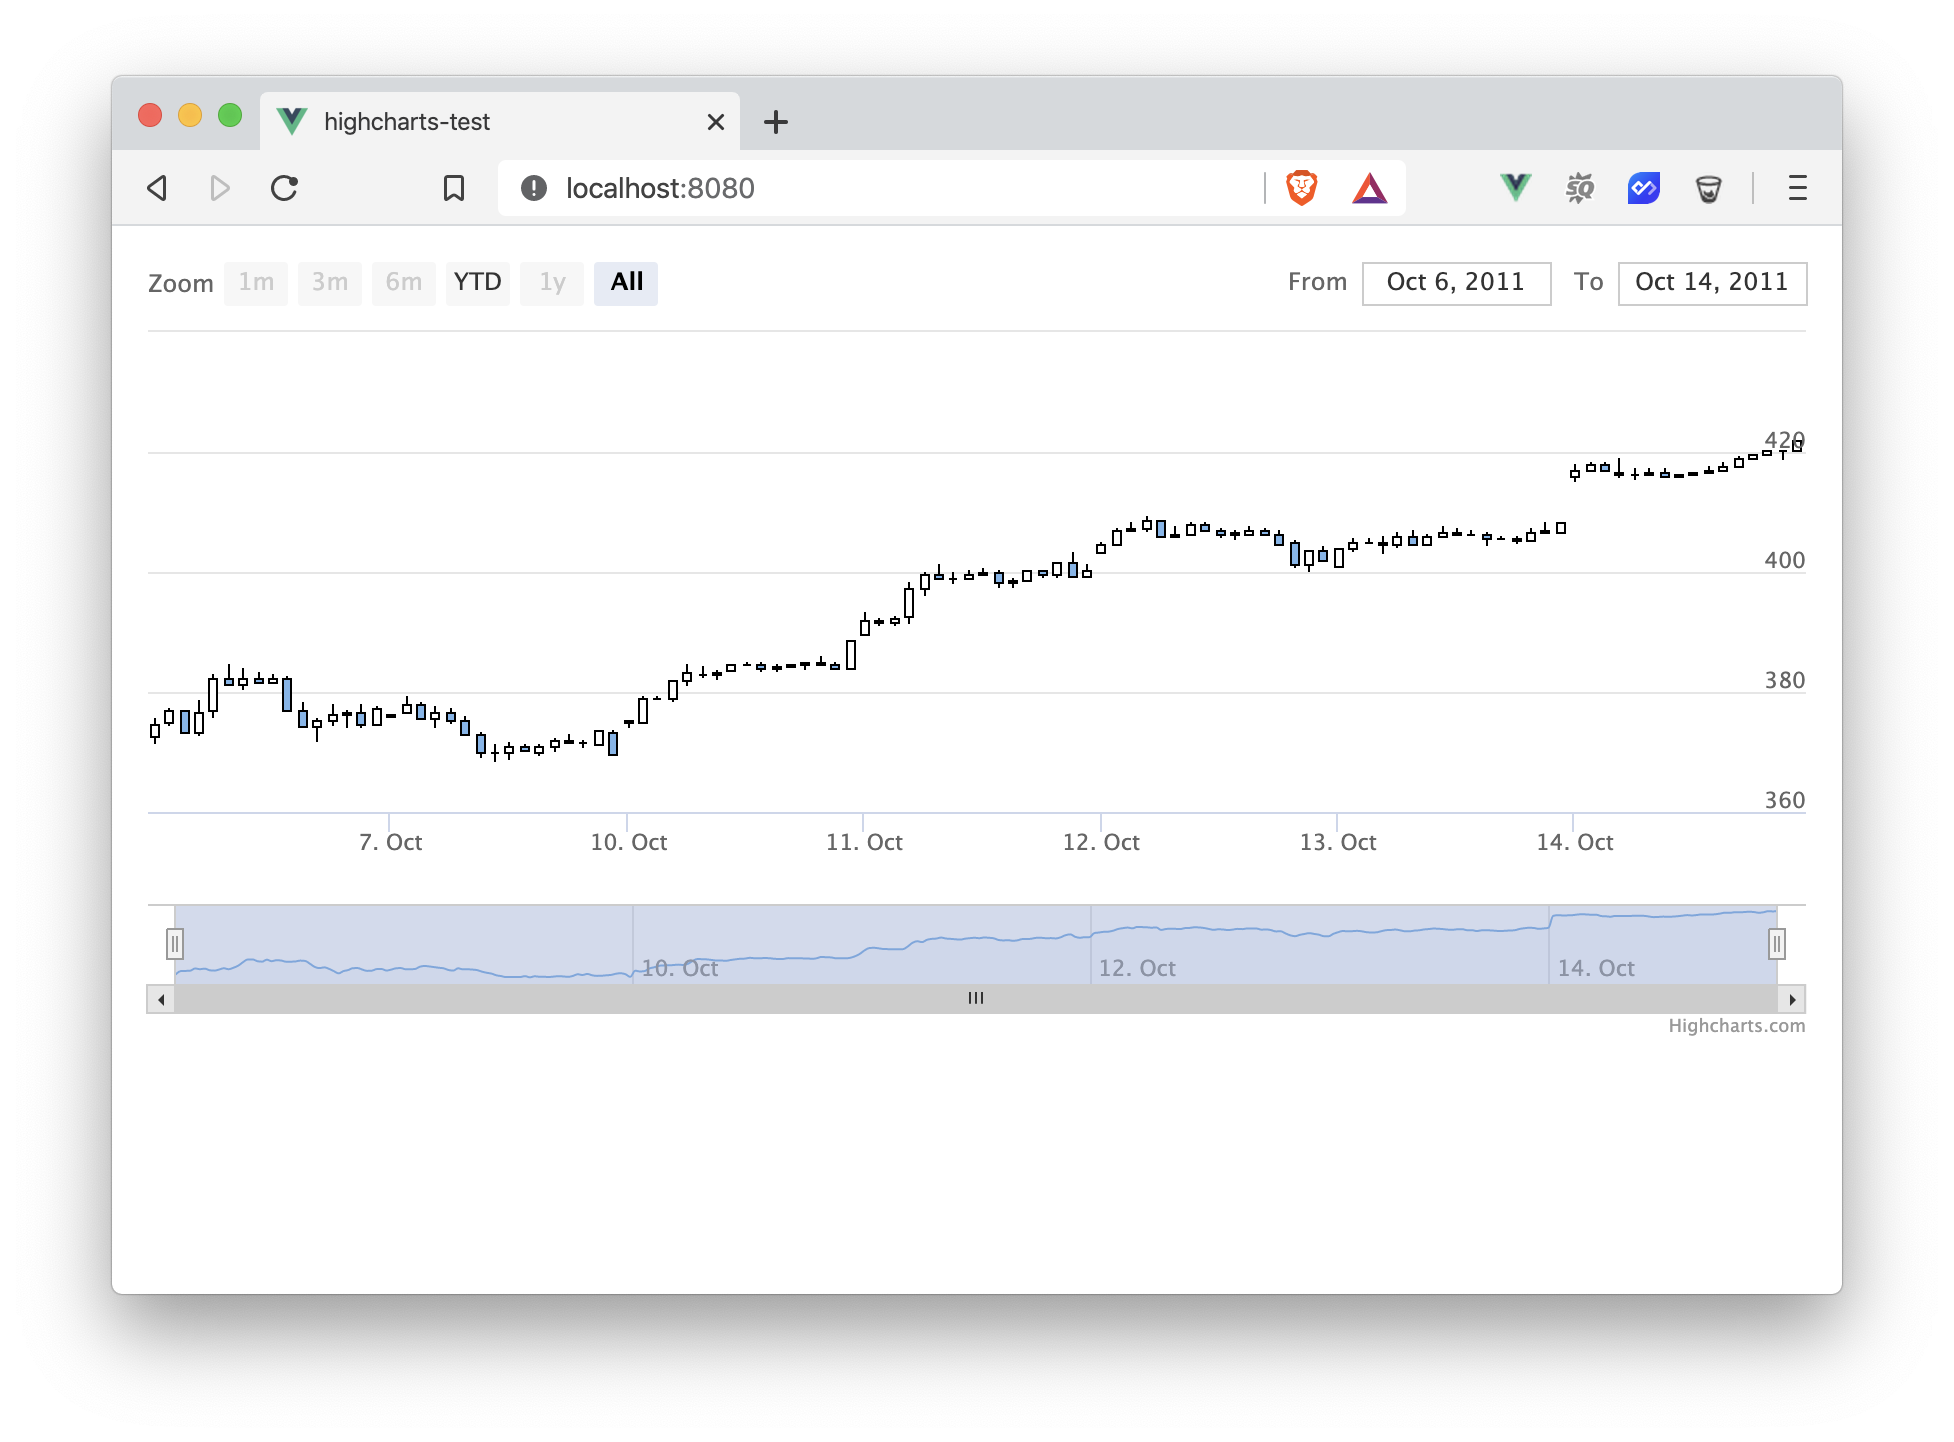 highcharts-test
localhost:8080
SQ
Zoom 1m 3m 6m YTD 1y All From Oct 6, 2011 To Oct 14, 2011
420
400
380
360
7. Oct 10. Oct 11. Oct 12. Oct 13. Oct 14. Oct
10. Oct 12. Oct 14. Oct
Highcharts.com